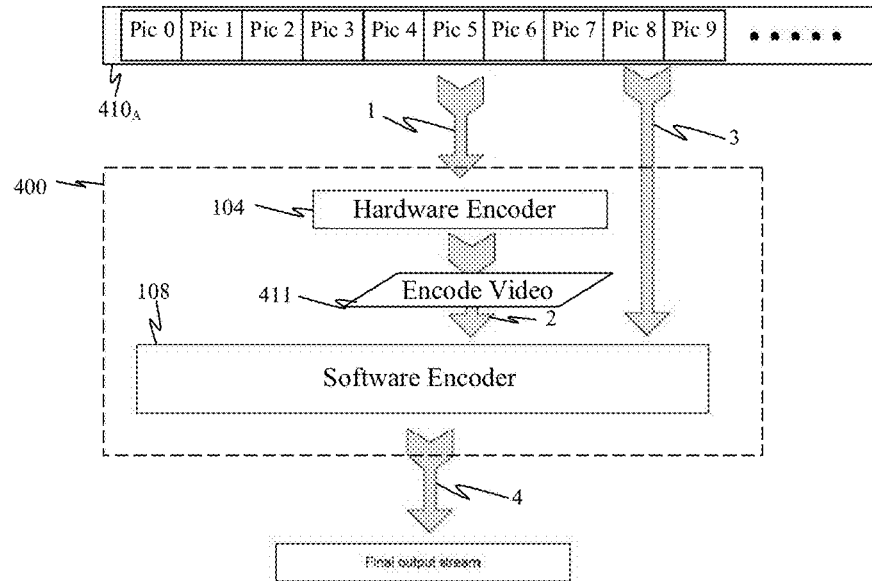 Pic 0 Pic 1 Pic 2 Pic 3 Pic 4 Pic 5 Pic 6 Pic 7 Pic 8 Pic 9
410A
1
3
400
104
Hardware Encoder
411
Encode Video
2
108
Software Encoder
4
Final output stream